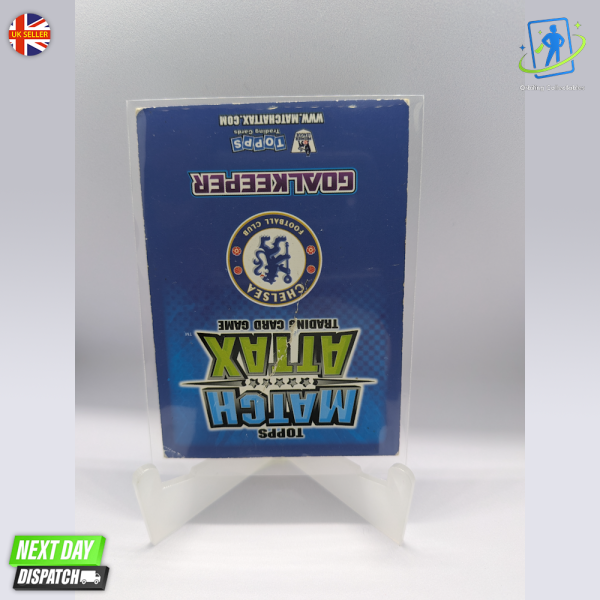 UK SELLER
WWW.MATCHATTAX.COM
TOPPS
Trading Cards
GOALKEEPER
CHELSEA
FOOTBALL CLUB
TOPPS
MATCH
ATTAX
TRADING CARD GAME
™
NEXT DAY
DISPATCH